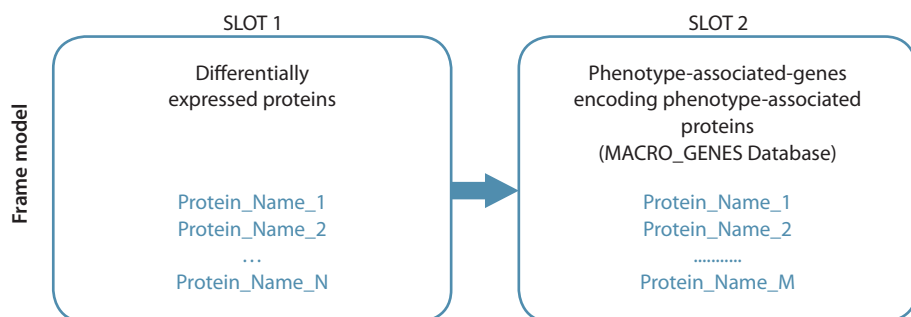 SLOT 1
Differentially
expressed proteins
Protein_Name_1
Protein_Name_2
...
Protein_Name_N
SLOT 2
Phenotype-associated-genes
encoding phenotype-associated
proteins
(MACRO_GENES Database)
Protein_Name_1
Protein_Name_2
...........
Protein_Name_M
Frame model